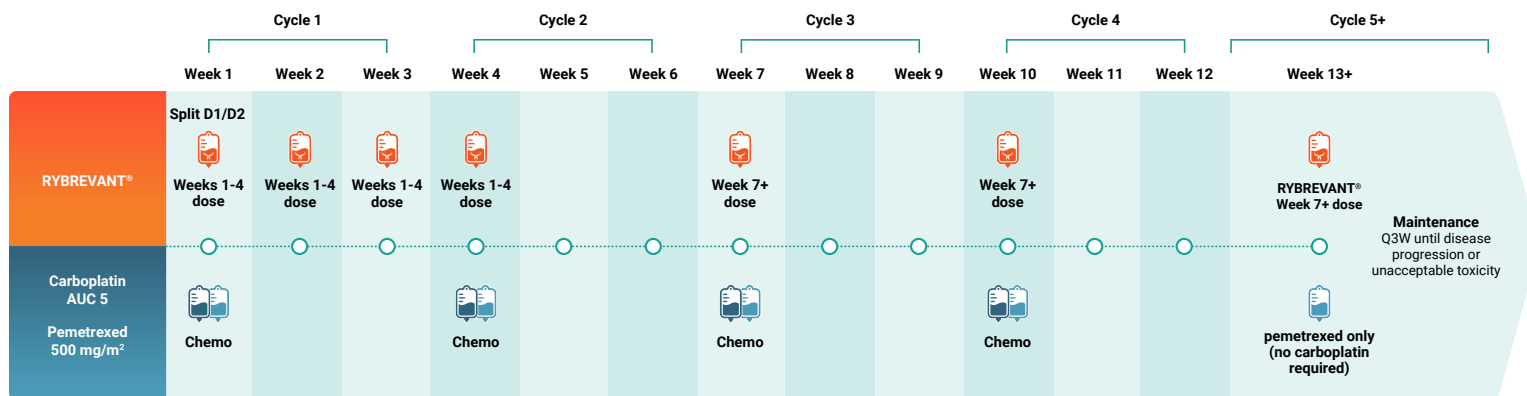 Cycle 1
Cycle 2
Cycle 3
Cycle 4
Cycle 5+
Week 1
Week 2
Week 3
Week 4
Week 5
Week 6
Week 7
Week 8
Week 9
Week 10
Week 11
Week 12
Week 13+
RYBREVANT®
Split D1/D2
Weeks 1-4
dose
Weeks 1-4
dose
Weeks 1-4
dose
Weeks 1-4
dose
Week 7+
dose
Week 7+
dose
RYBREVANT®
Week 7+ dose
Maintenance
Q3W until disease
progression or
unacceptable toxicity
Carboplatin
AUC 5
Pemetrexed
500 mg/m²
Chemo
Chemo
Chemo
Chemo
pemetrexed only
(no carboplatin
required)